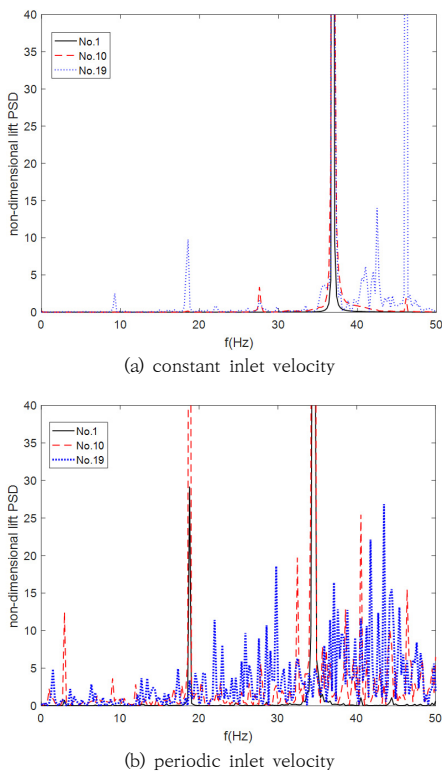 40
35
30
25
20
15
10
5
0
non-dimensional lift PSD
No.1
No.10
No.19
0 10 20 30 40 50
f(Hz)
(a) constant inlet velocity
40
35
30
25
20
15
10
5
0
non-dimensional lift PSD
No.1
No.10
No.19
0 10 20 30 40 50
f(Hz)
(b) periodic inlet velocity